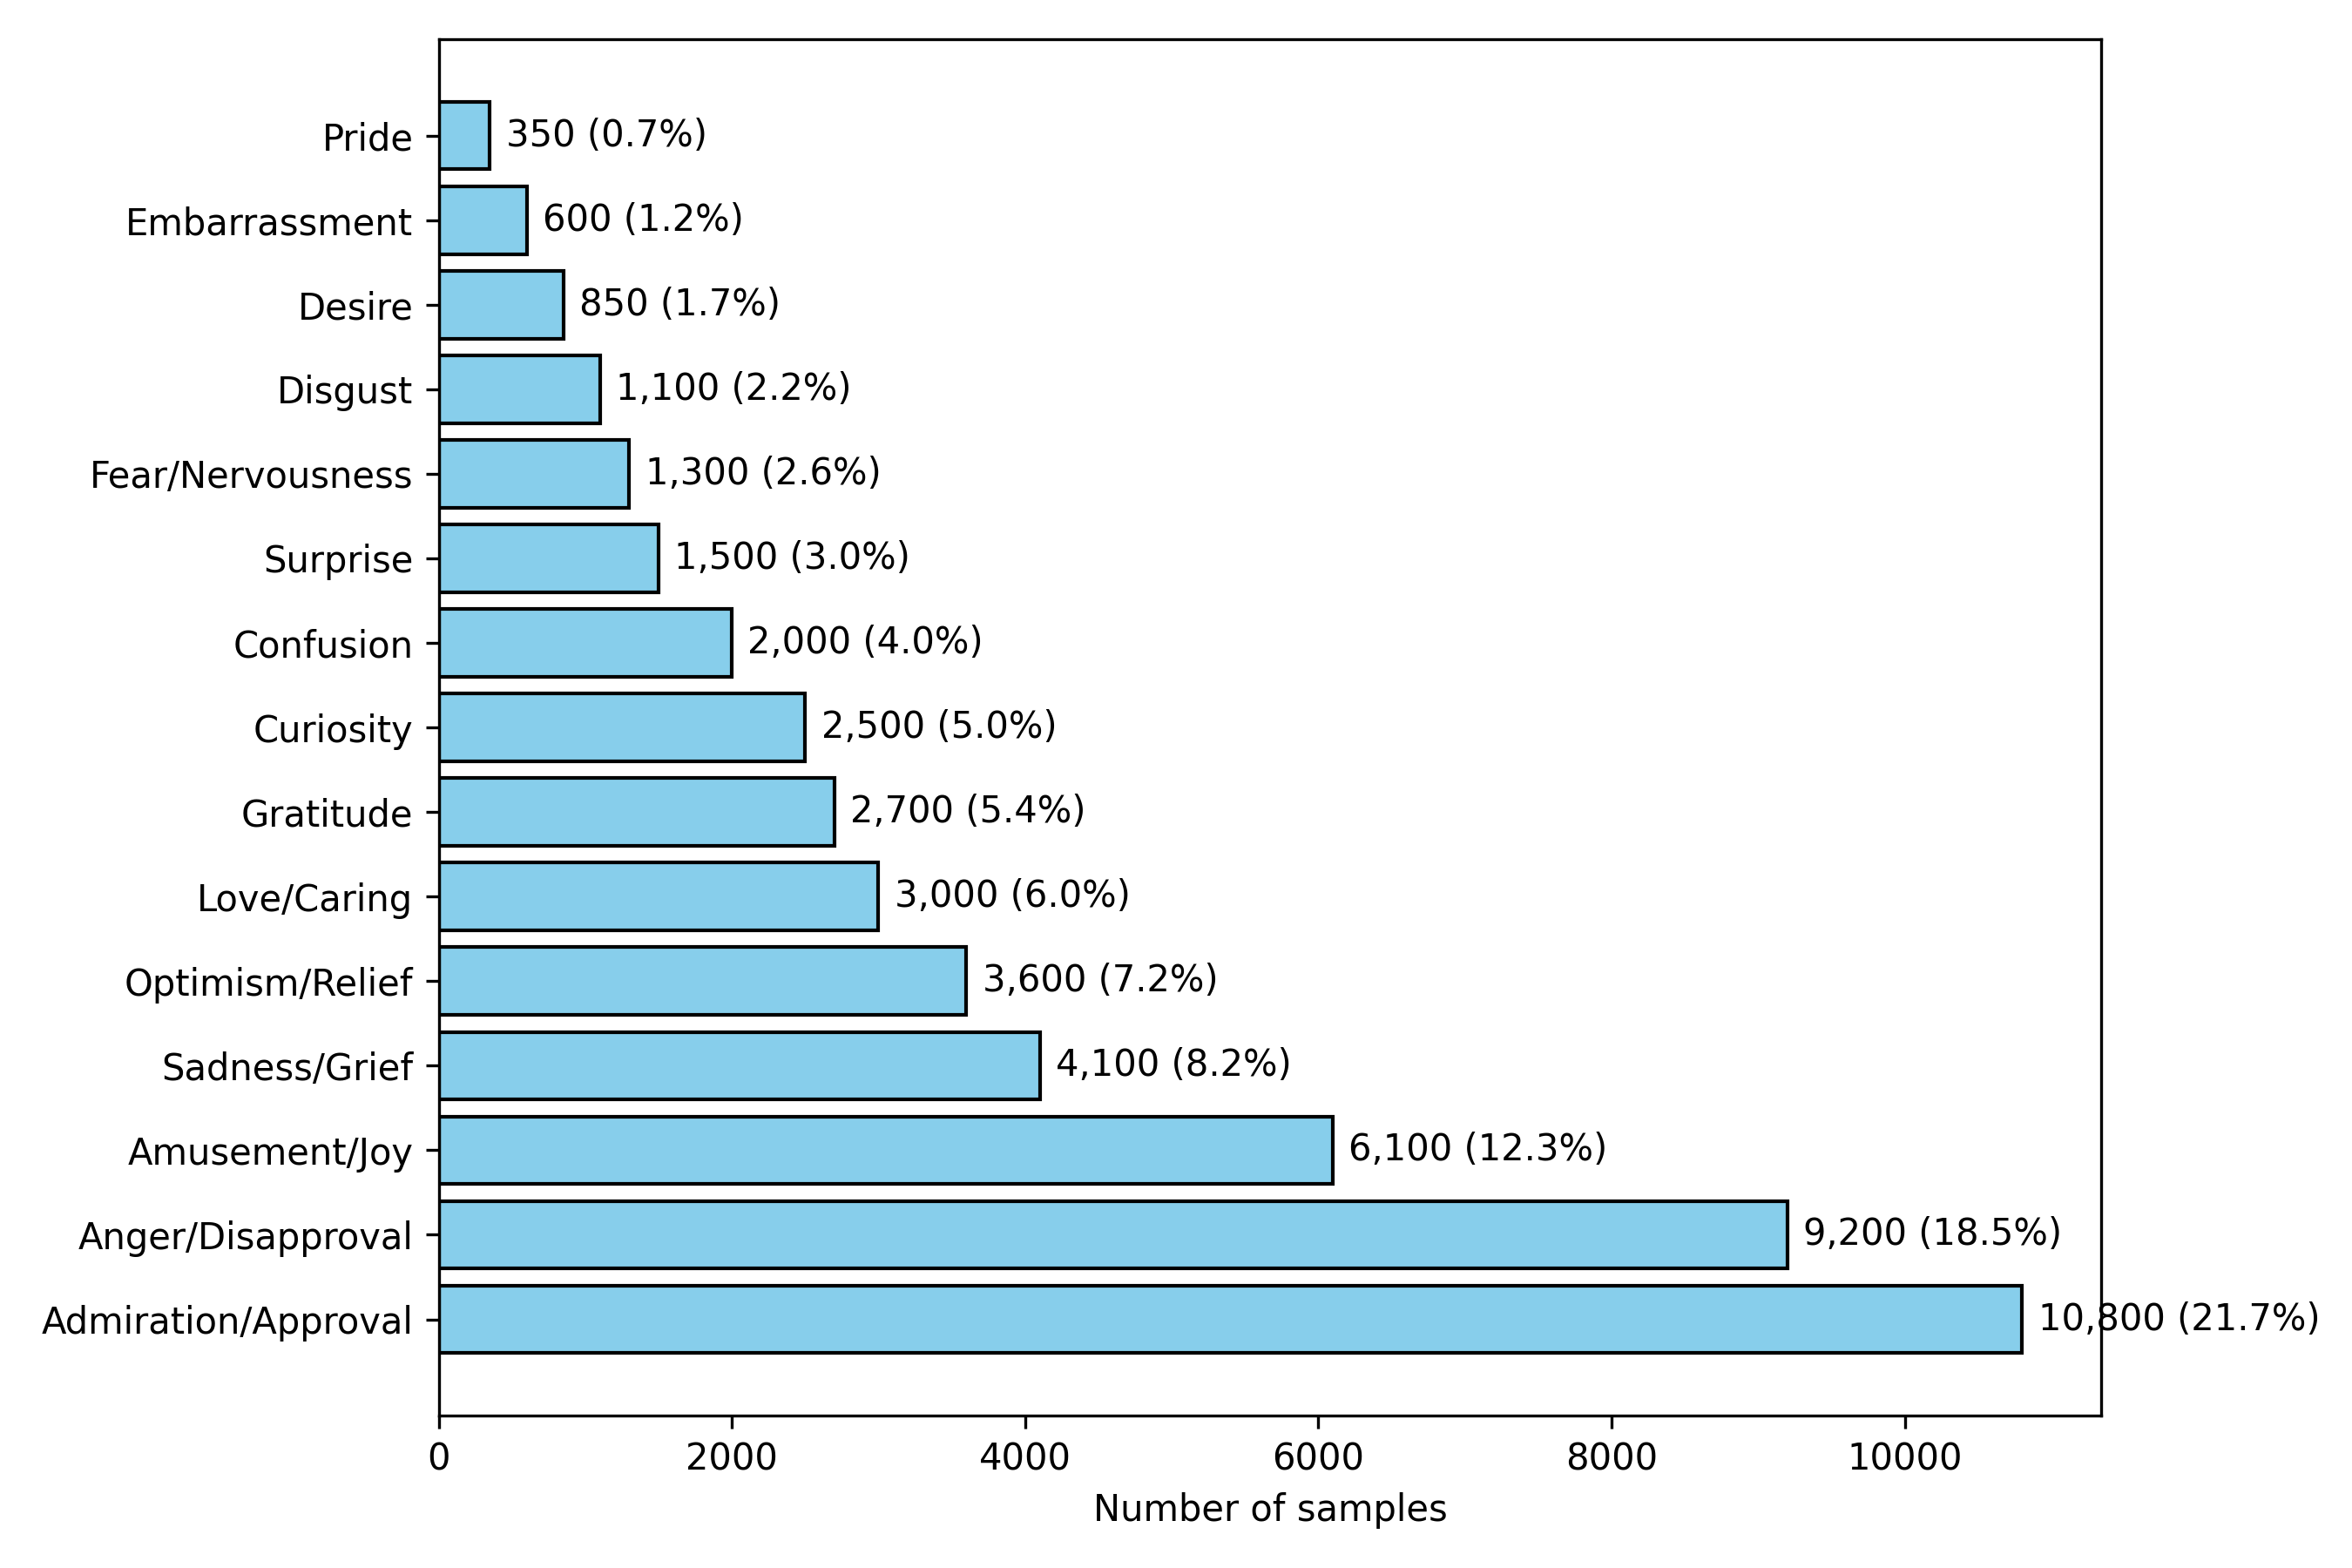 Pride 350 (0.7%)
Embarrassment 600 (1.2%)
Desire 850 (1.7%)
Disgust 1,100 (2.2%)
Fear/Nervousness 1,300 (2.6%)
Surprise 1,500 (3.0%)
Confusion 2,000 (4.0%)
Curiosity 2,500 (5.0%)
Gratitude 2,700 (5.4%)
Love/Caring 3,000 (6.0%)
Optimism/Relief 3,600 (7.2%)
Sadness/Grief 4,100 (8.2%)
Amusement/Joy 6,100 (12.3%)
Anger/Disapproval 9,200 (18.5%)
Admiration/Approval 10,800 (21.7%)
0 2000 4000 6000 8000 10000
Number of samples